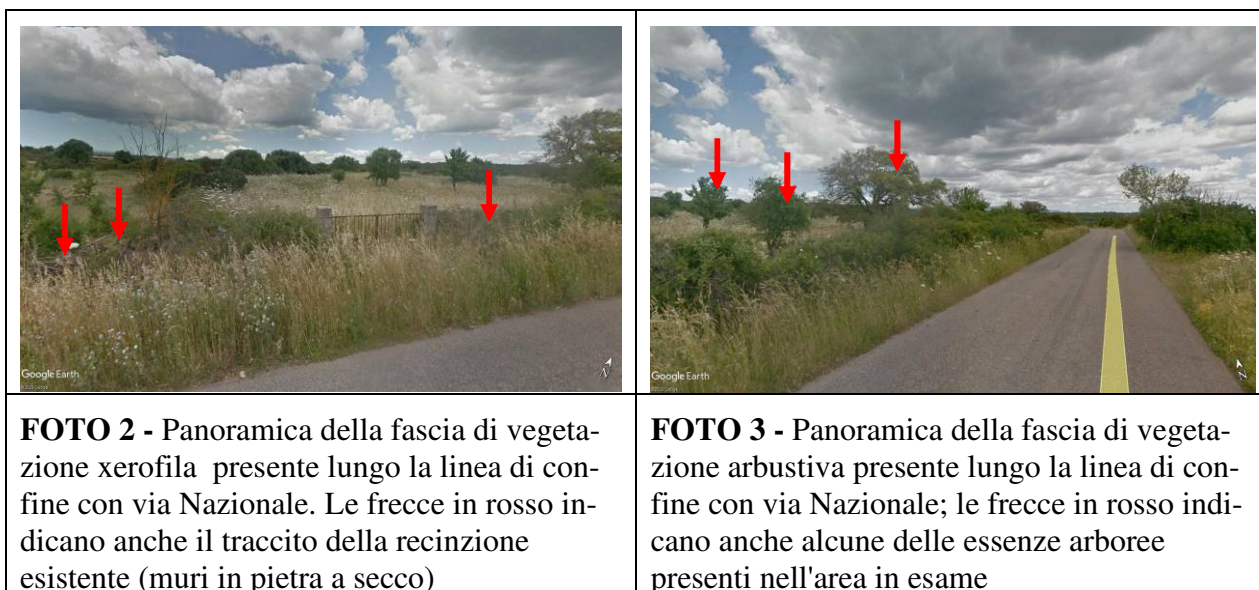 Google Earth
N
Google Earth
N
FOTO 2 - Panoramica della fascia di vegeta-
zione xerofila  presente lungo la linea di con-
fine con via Nazionale. Le frecce in rosso in-
dicano anche il traccito della recinzione
esistente (muri in pietra a secco)
FOTO 3 - Panoramica della fascia di vegeta-
zione arbustiva presente lungo la linea di con-
fine con via Nazionale; le frecce in rosso indi-
cano anche alcune delle essenze arboree
presenti nell'area in esame